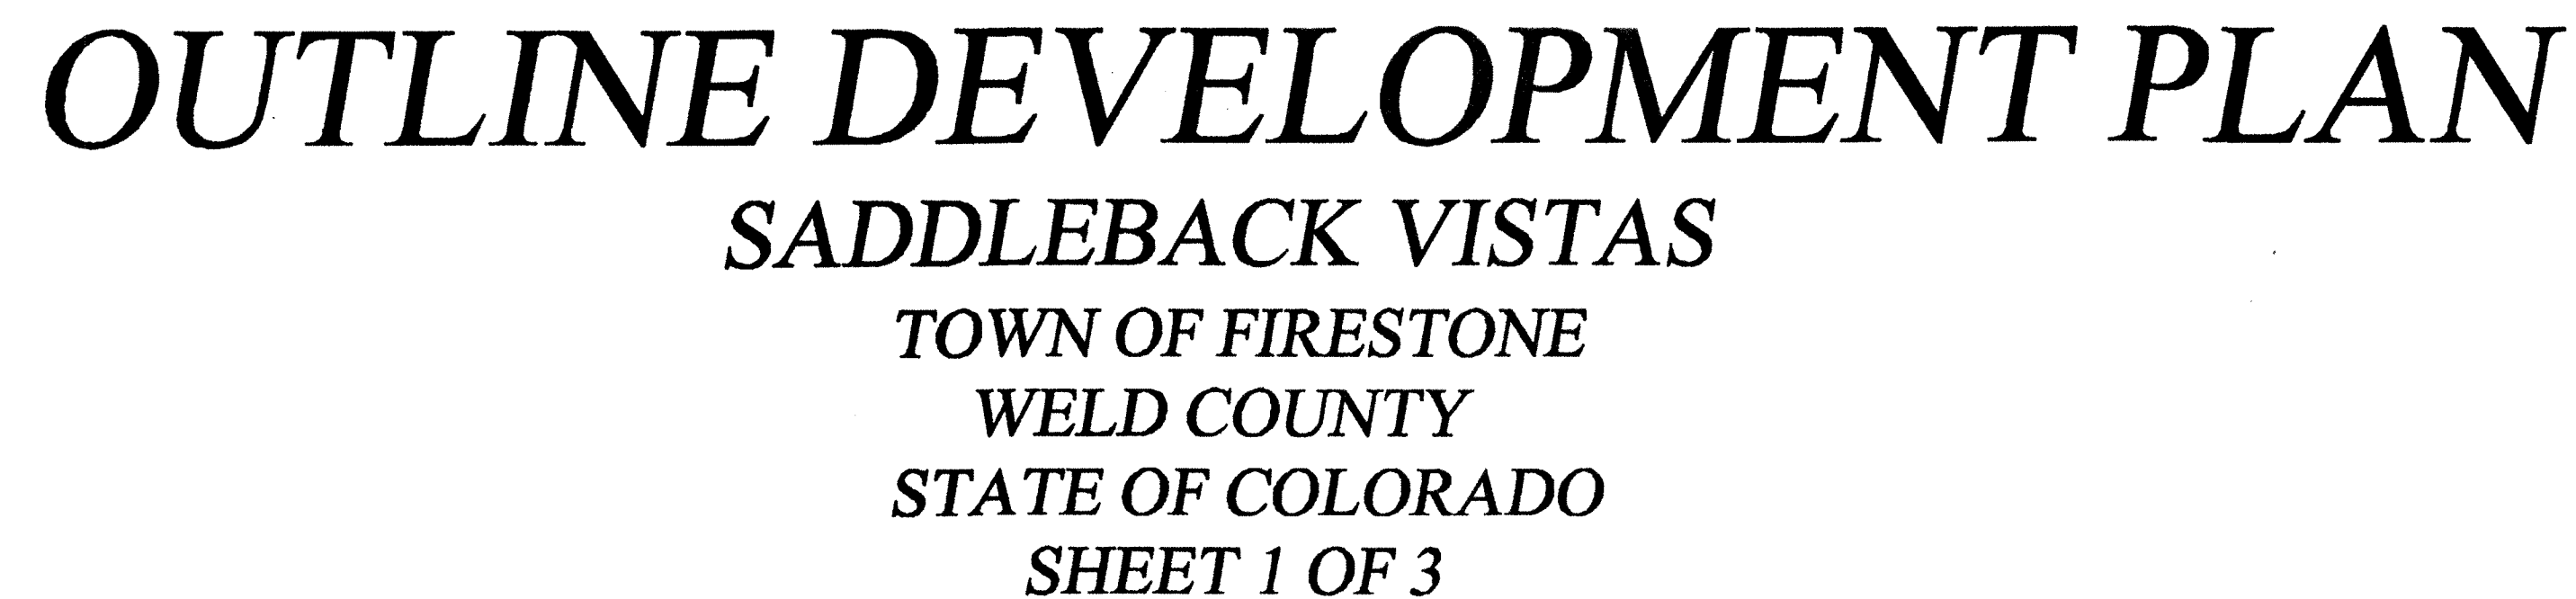 OUTLINE DEVELOPMENT PLAN
SADDLEBACK VISTAS
TOWN OF FIRESTONE
WELD COUNTY
STATE OF COLORADO
SHEET 1 OF 3